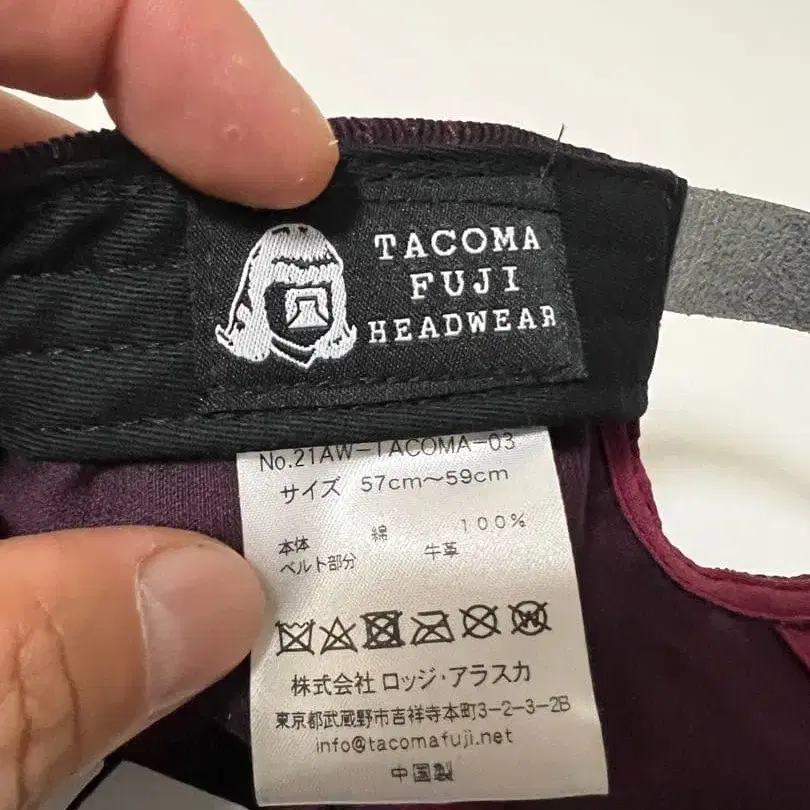 TACOMA
FUJI
HEADWEAR
No.21AW-TACOMA-03
サイズ 57cm～59cm
本体 綿 100%
ベルト部分 牛革
株式会社 ロッジ・アラスカ
東京都武蔵野市吉祥寺本町3-2-3-2B
info@tacomafuji.net
中国製